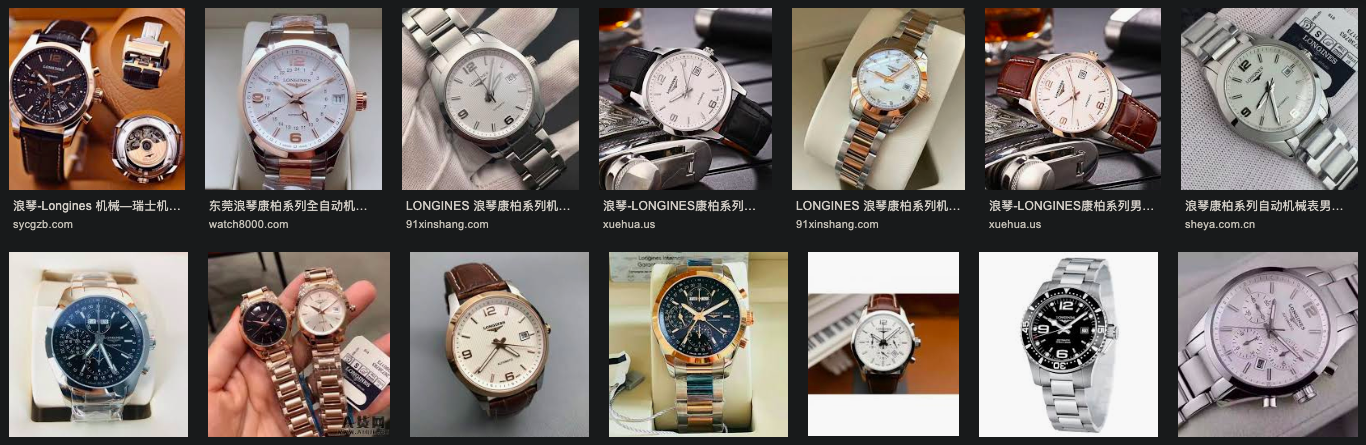 浪琴-Longines 机械—瑞士机...
东莞浪琴康柏系列全自动机...
LONGINES 浪琴康柏系列机...
浪琴-LONGINES康柏系列...
LONGINES 浪琴康柏系列机...
浪琴-LONGINES康柏系列男...
浪琴康柏系列自动机械表男...
sycgzb.com
watch8000.com
91xinshang.com
xuehua.us
91xinshang.com
xuehua.us
sheya.com.cn